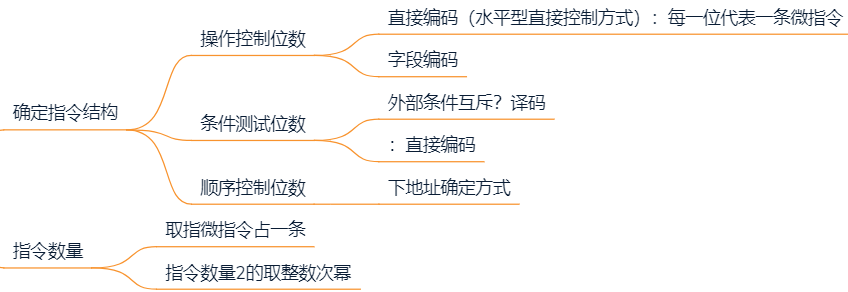 确定指令结构
操作控制位数
直接编码（水平型直接控制方式）：每一位代表一条微指令
字段编码
条件测试位数
外部条件互斥？译码
：直接编码
顺序控制位数
下地址确定方式
指令数量
取指微指令占一条
指令数量2的取整数次幂